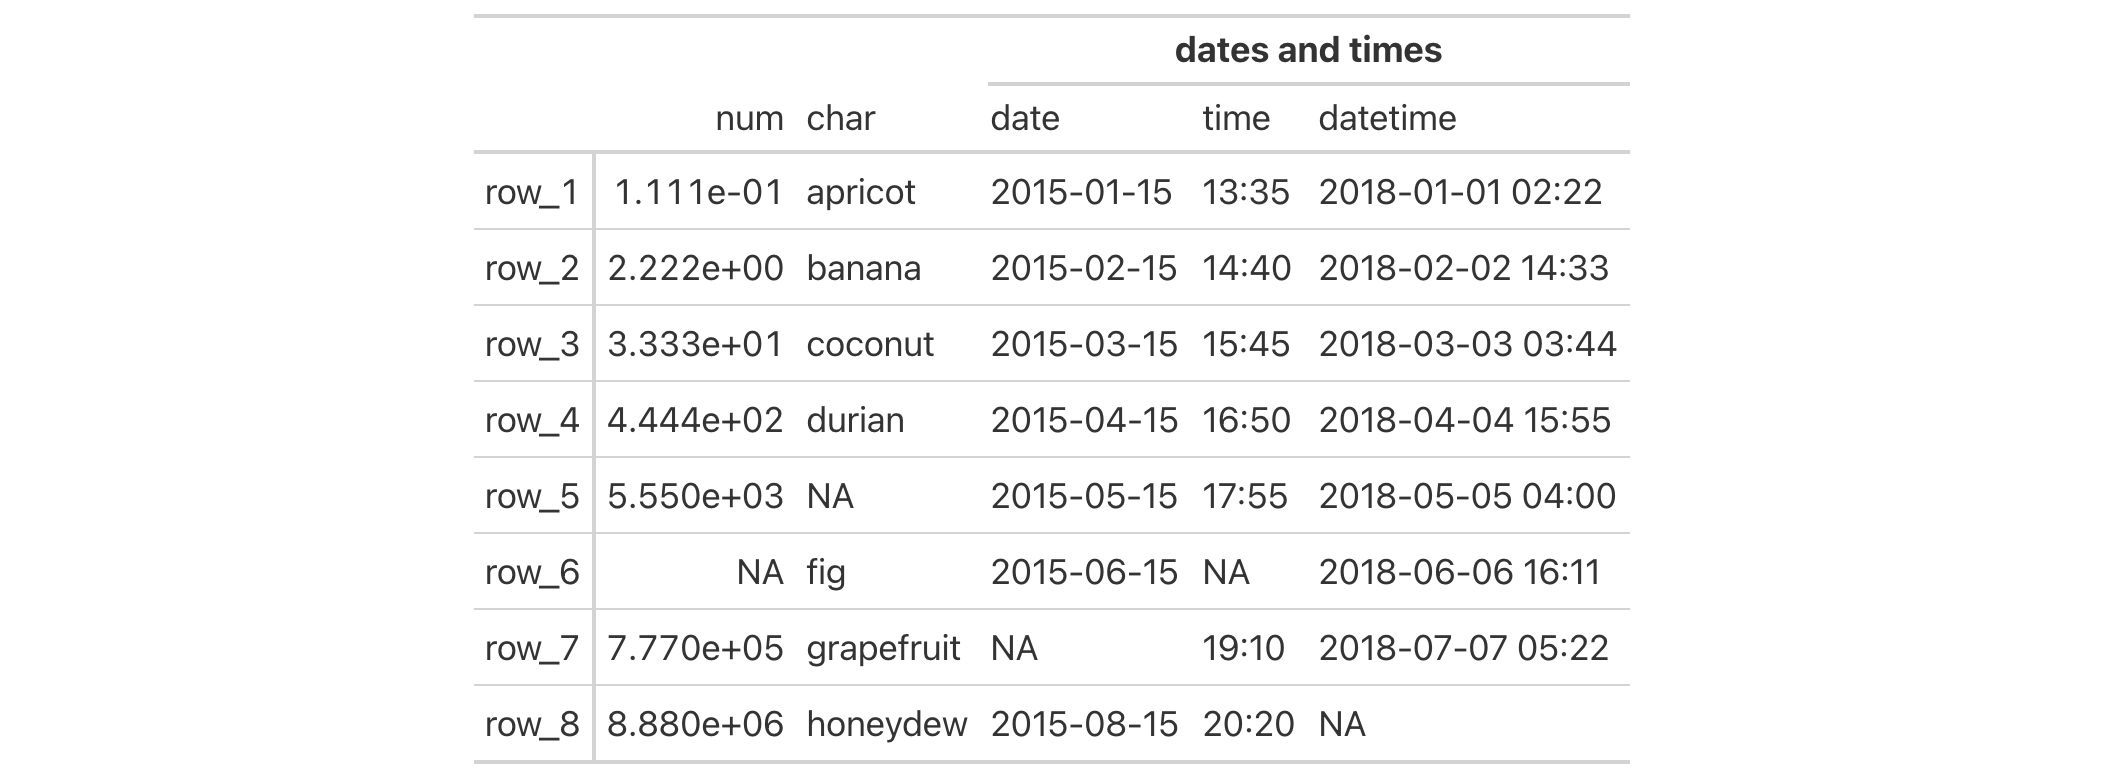 dates and times
num char date time datetime
row_1 1.111e-01 apricot 2015-01-15 13:35 2018-01-01 02:22
row_2 2.222e+00 banana 2015-02-15 14:40 2018-02-02 14:33
row_3 3.333e+01 coconut 2015-03-15 15:45 2018-03-03 03:44
row_4 4.444e+02 durian 2015-04-15 16:50 2018-04-04 15:55
row_5 5.550e+03 NA 2015-05-15 17:55 2018-05-05 04:00
row_6 NA fig 2015-06-15 NA 2018-06-06 16:11
row_7 7.770e+05 grapefruit NA 19:10 2018-07-07 05:22
row_8 8.880e+06 honeydew 2015-08-15 20:20 NA